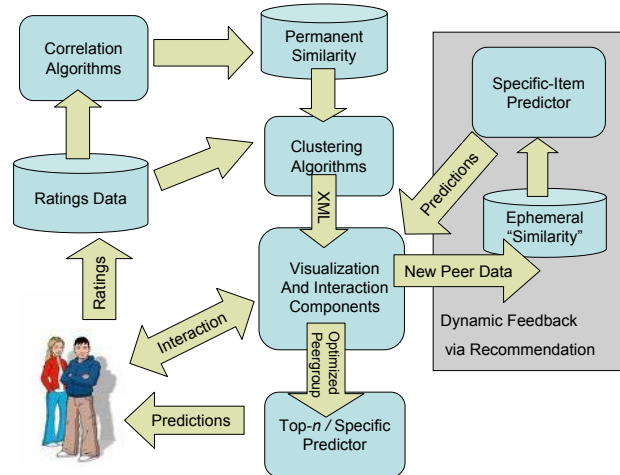 Correlation
Algorithms
Permanent
Similarity
Specific-Item
Predictor
Clustering
Algorithms
Ratings Data
XML
Predictions
Ephemeral
“Similarity”
Visualization
And Interaction
Components
New Peer Data
Ratings
Interaction
Optimized
Peergroup
Dynamic Feedback
via Recommendation
Predictions
Top-n / Specific
Predictor